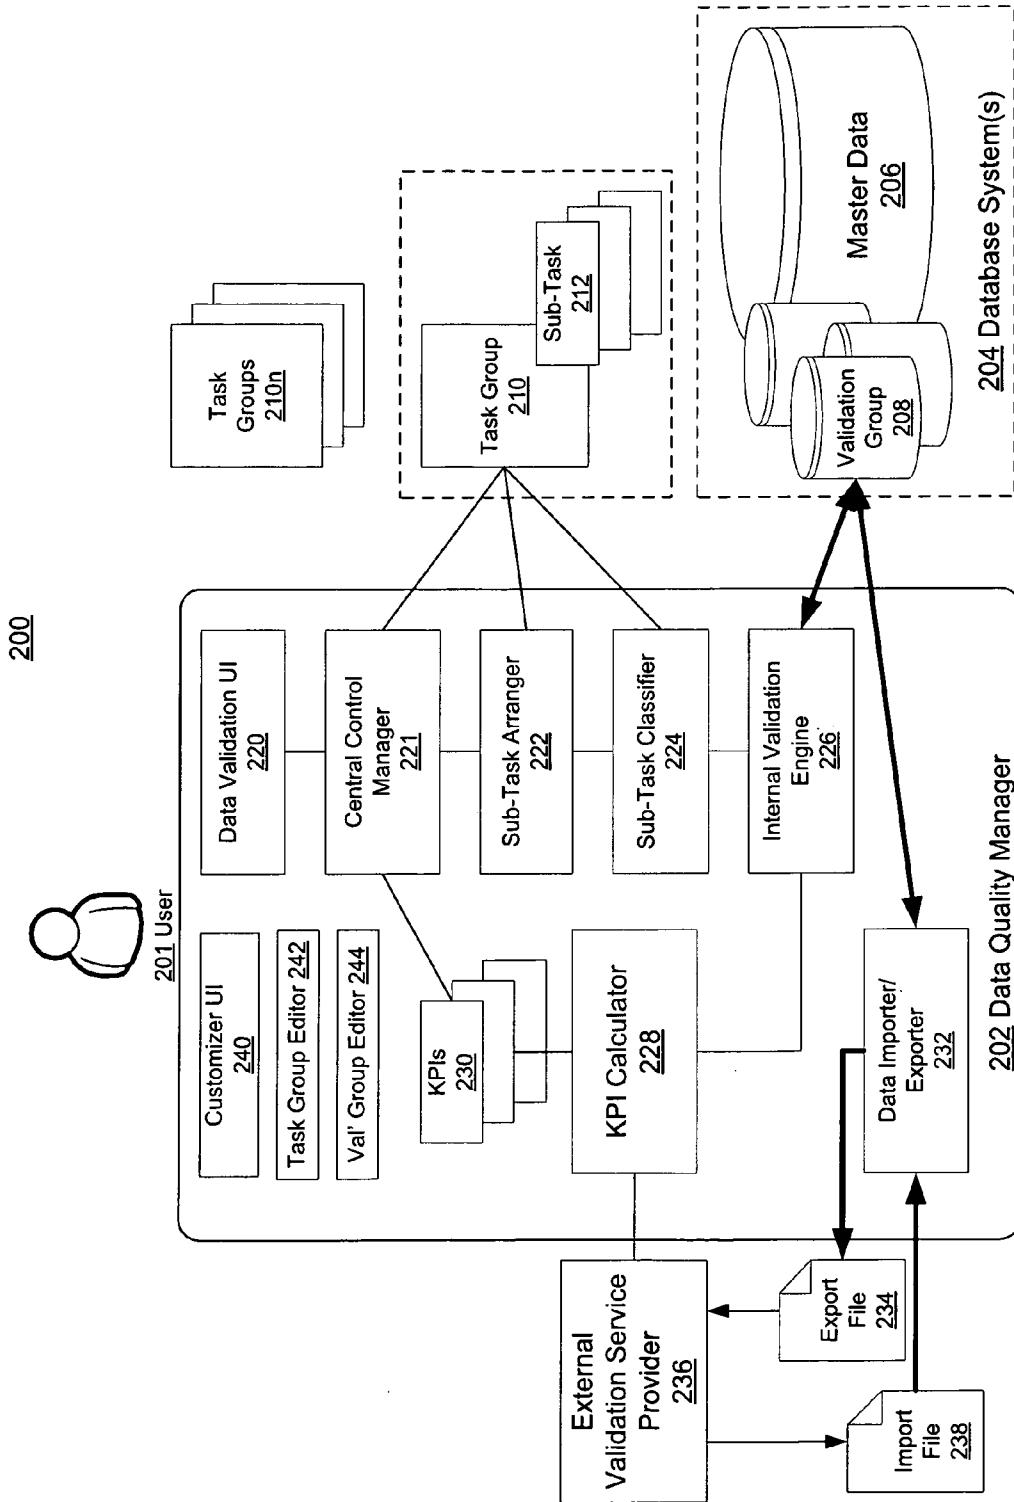 200
201 User
Customizer UI
240
Task Group Editor 242
Val' Group Editor 244
Data Validation UI
220
Central Control
Manager
221
Sub-Task Arranger
222
Sub-Task Classifier
224
Internal Validation
Engine
226
KPIs
230
KPI Calculator
228
Data Importer/
Exporter
232
202 Data Quality Manager
External
Validation Service
Provider
236
Export
File
234
Import
File
238
Task
Groups
210n
Task Group
210
Sub-Task
212
Master Data
206
Validation
Group
208
204 Database System(s)